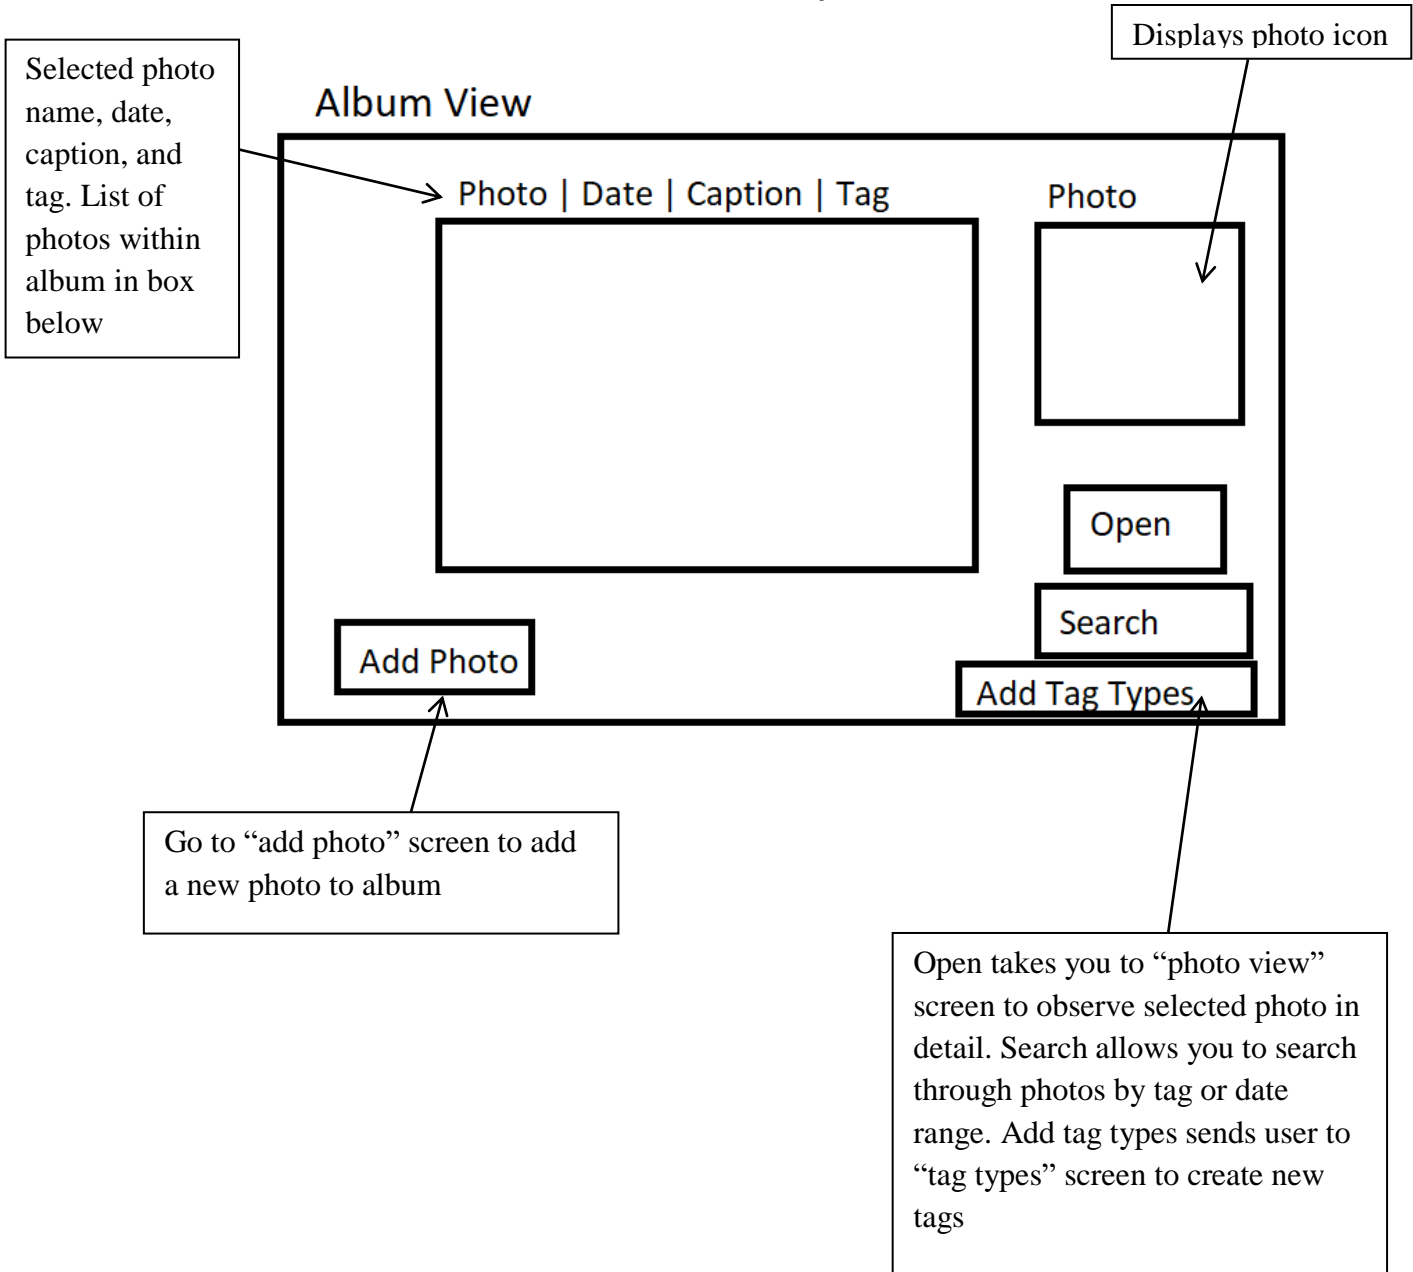 Displays photo icon
Selected photo
name, date,
caption, and
tag. List of
photos within
album in box
below
Album View
Photo | Date | Caption | Tag
Photo
Open
Search
Add Photo
Add Tag Types
Go to “add photo” screen to add
a new photo to album
Open takes you to “photo view”
screen to observe selected photo in
detail. Search allows you to search
through photos by tag or date
range. Add tag types sends user to
“tag types” screen to create new
tags